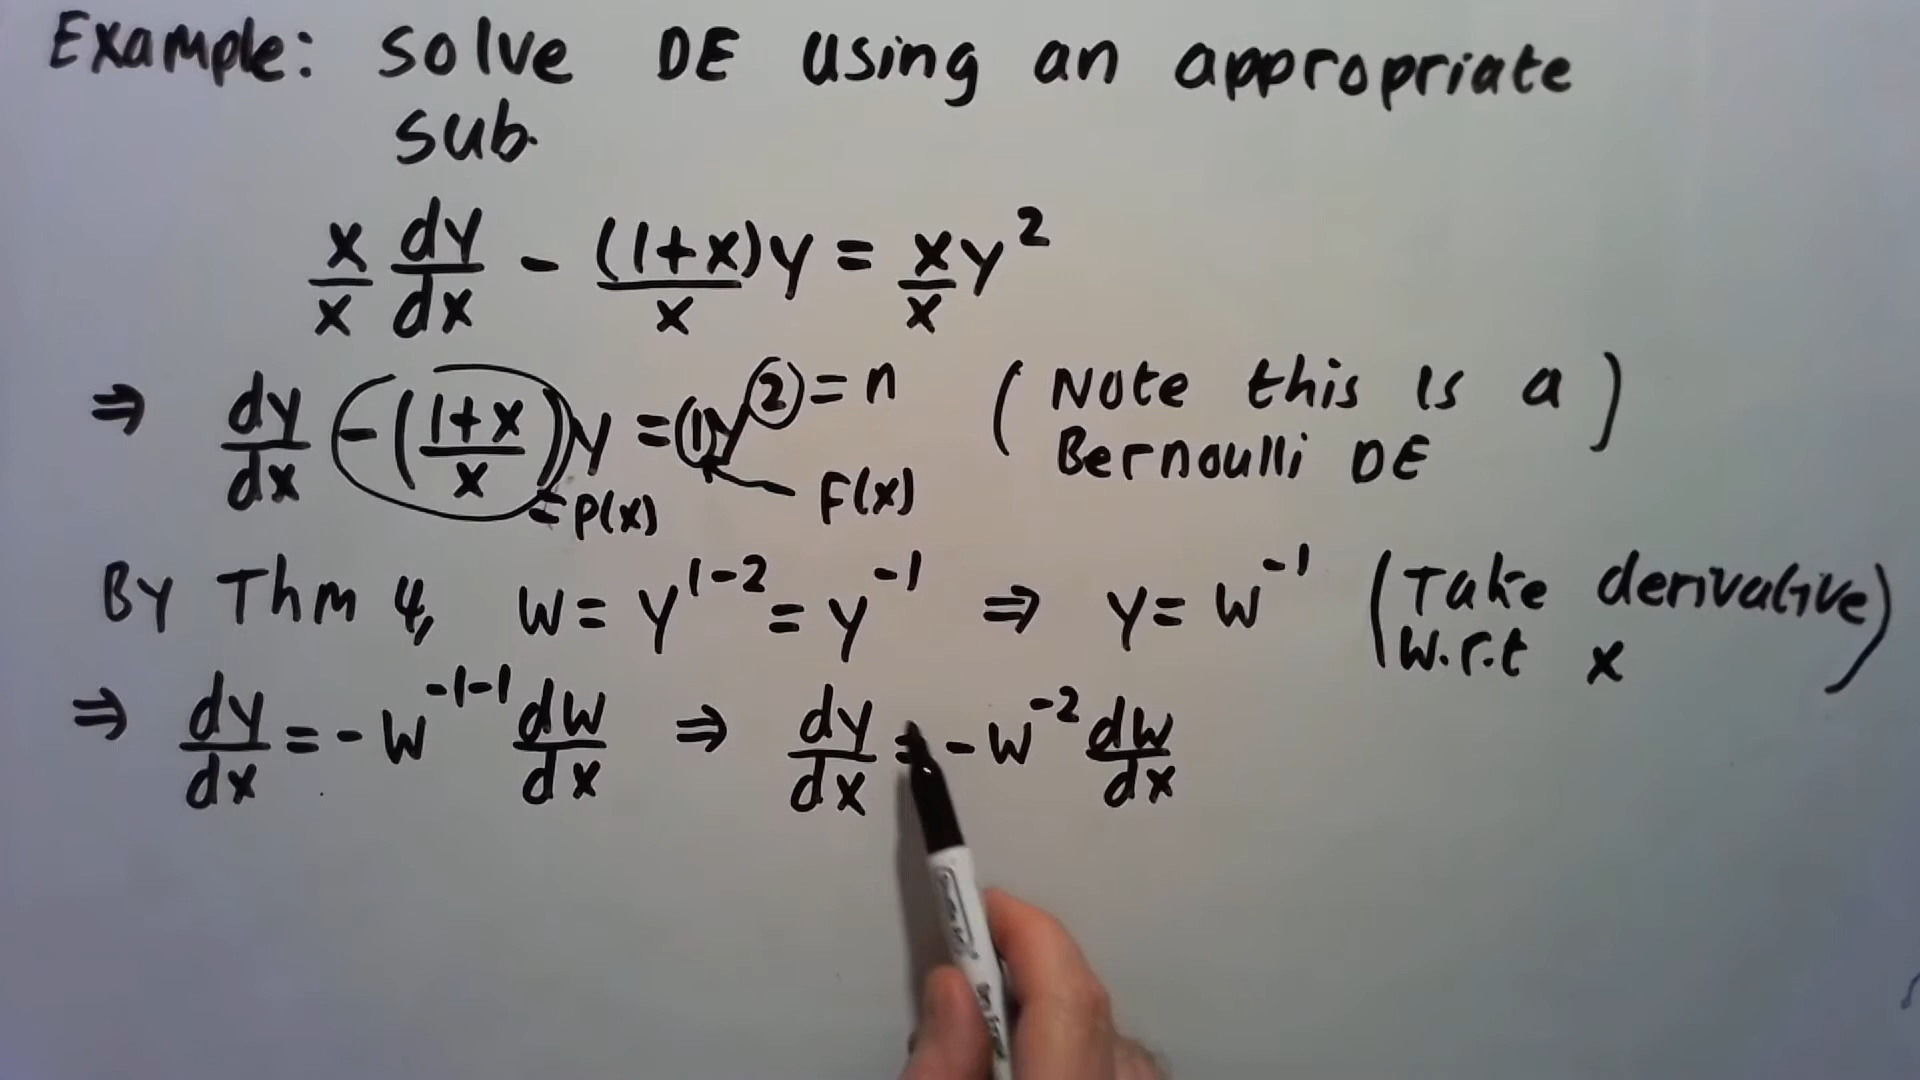 Example: solve DE using an appropriate
sub.
x/x dy/dx - (1+x)/x y = x/x y²
⇒ dy/dx - (1+x/x)y = (1)y² = n (Note this is a
Bernoulli DE)
= P(x) F(x)
By Thm 4, w = y^1-2 = y^-1 ⇒ y = w^-1 (Take derivative
w.r.t x)
⇒ dy/dx = -w^-1-1 dw/dx ⇒ dy/dx = -w^-2 dw/dx